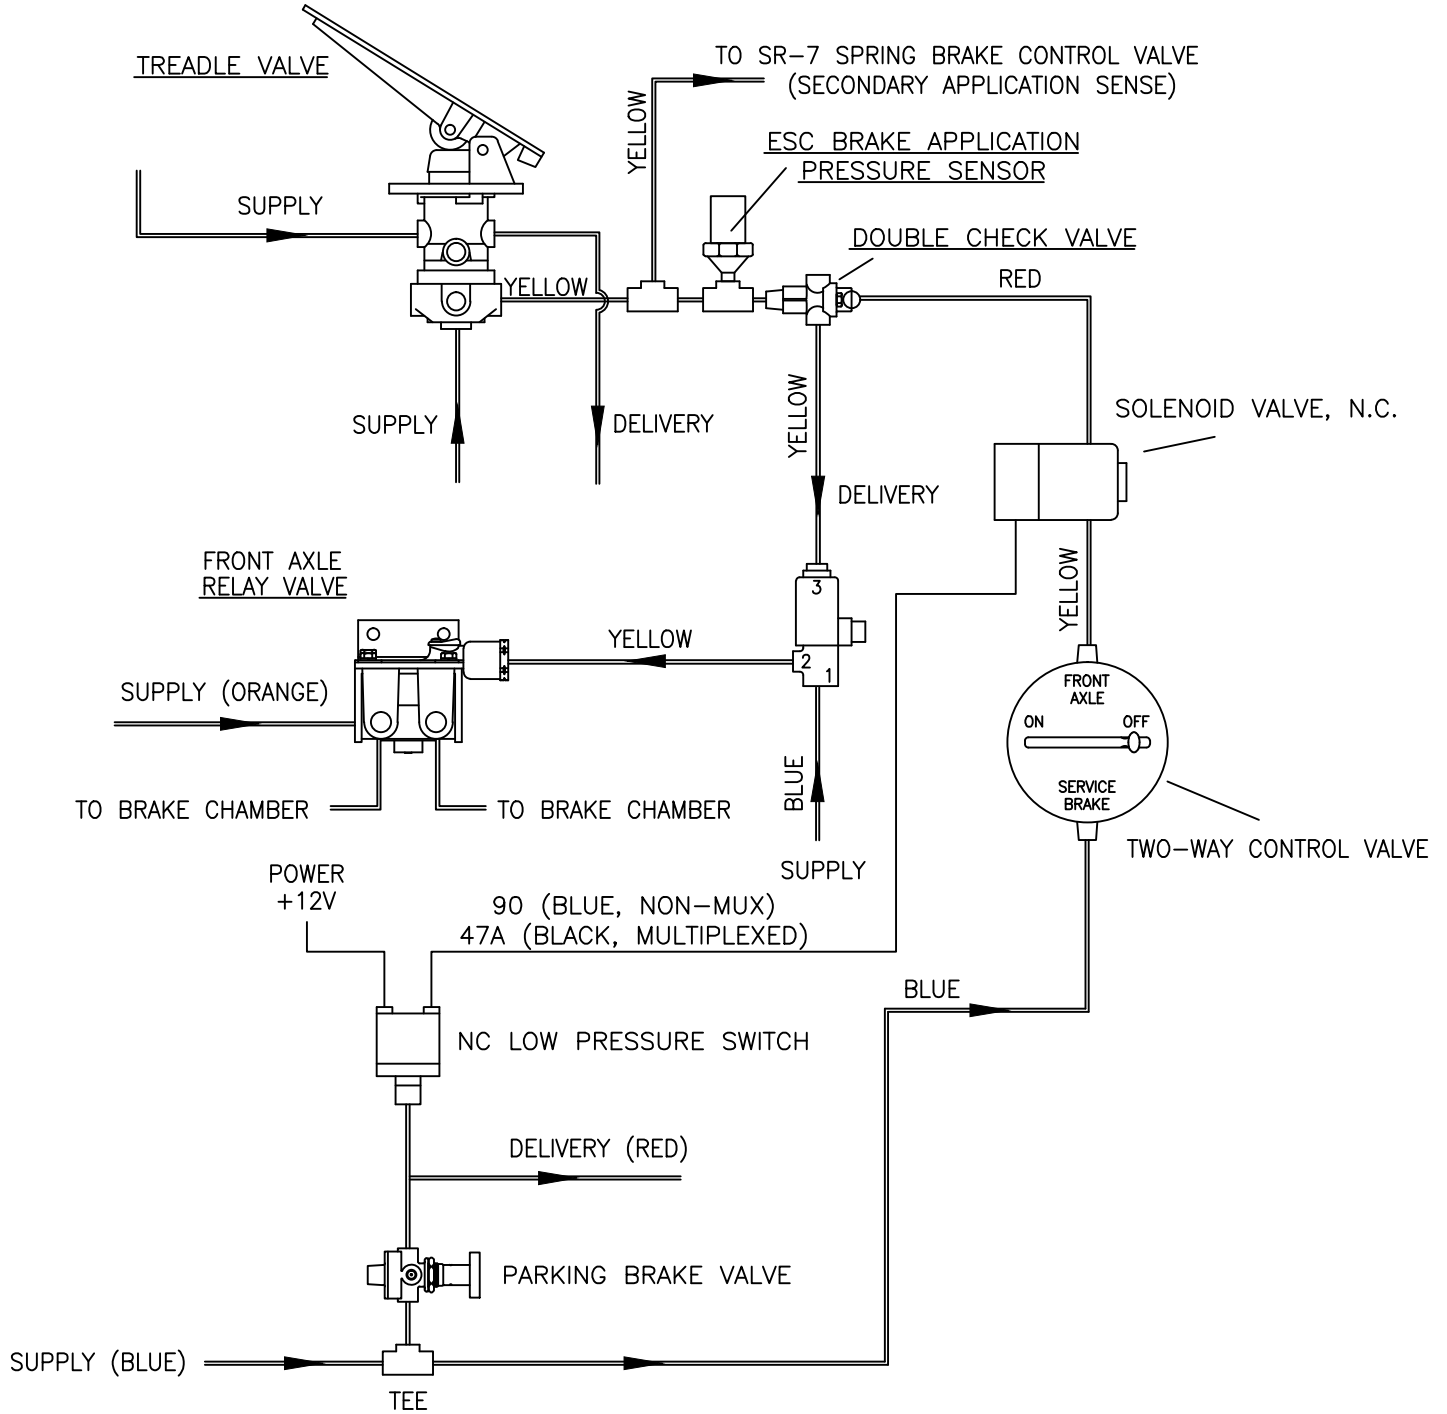 TREADLE VALVE
TO SR-7 SPRING BRAKE CONTROL VALVE
(SECONDARY APPLICATION SENSE)
YELLOW
ESC BRAKE APPLICATION
PRESSURE SENSOR
SUPPLY
DOUBLE CHECK VALVE
YELLOW
RED
SUPPLY
DELIVERY
YELLOW
SOLENOID VALVE, N.C.
DELIVERY
FRONT AXLE
RELAY VALVE
3
YELLOW
YELLOW
2
1
SUPPLY (ORANGE)
FRONT
AXLE
ON OFF
SERVICE
BRAKE
BLUE
TO BRAKE CHAMBER
TO BRAKE CHAMBER
TWO-WAY CONTROL VALVE
SUPPLY
POWER
+12V
90 (BLUE, NON-MUX)
47A (BLACK, MULTIPLEXED)
BLUE
NC LOW PRESSURE SWITCH
DELIVERY (RED)
PARKING BRAKE VALVE
SUPPLY (BLUE)
TEE